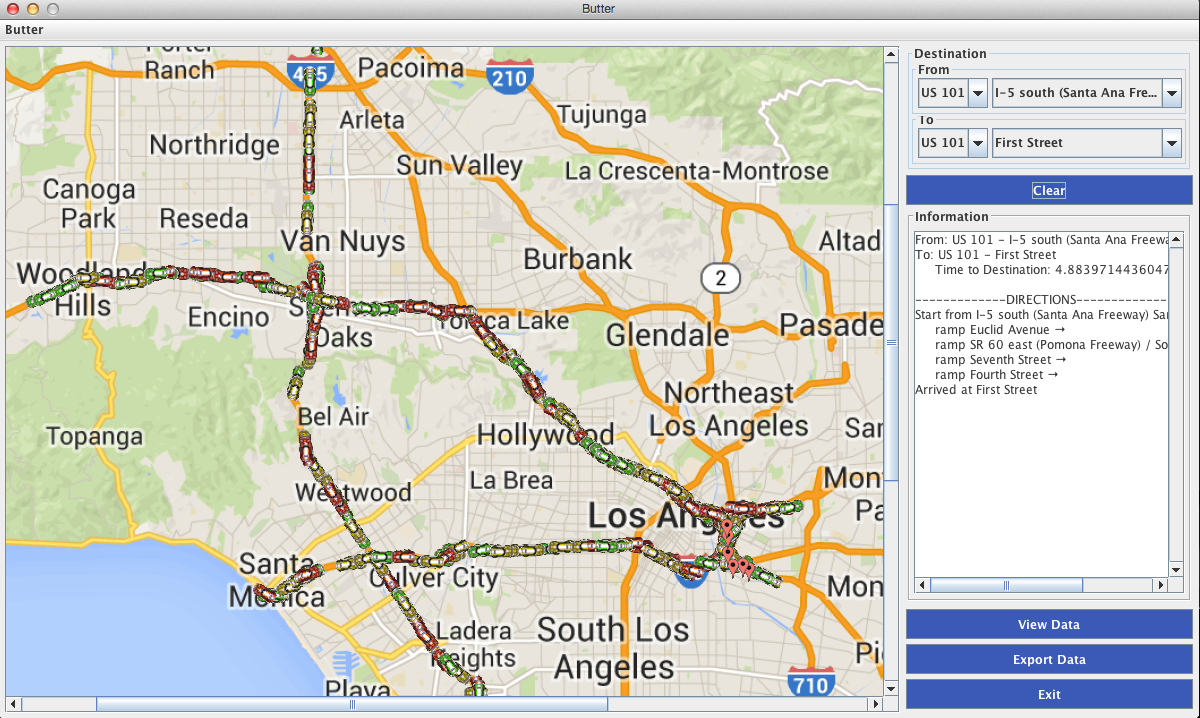 Butter
Butter
Porter
Ranch
405
Pacoima
210
Arleta
Tujunga
Northridge
Sun Valley
La Crescenta-Montrose
Canoga
Park
Reseda
Van Nuys
Burbank
Altad
Woodland
Hills
2
Encino
Oaks
Toluca Lake
Glendale
Pasade
Bel Air
Northeast
Los Angeles
Topanga
Hollywood
Sar
La Brea
Westwood
Mon
Pa
Los Angeles
Santa
Monica
Culver City
Mon
Ladera
Heights
South Los
Angeles
Pi
710
Playa
Destination
From
US 101
I-5 south (Santa Ana Fre...
To
US 101
First Street
Clear
Information
From: US 101 - I-5 south (Santa Ana Freewa
To: US 101 - First Street
Time to Destination: 4.8839714436047
-------------DIRECTIONS-------------
Start from I-5 south (Santa Ana Freeway) Sar
ramp Euclid Avenue →
ramp SR 60 east (Pomona Freeway) / So
ramp Seventh Street →
ramp Fourth Street →
Arrived at First Street
View Data
Export Data
Exit